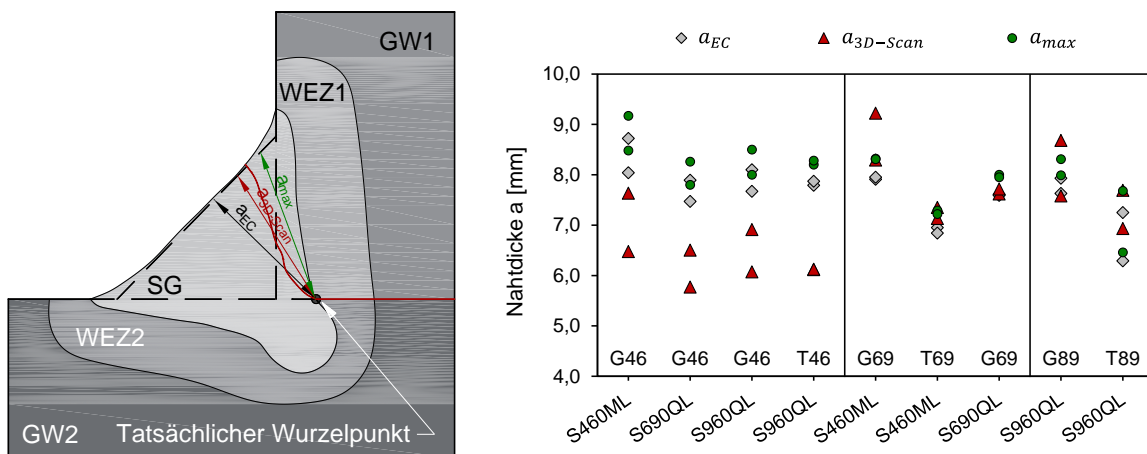 GW1
WEZ1
a_max
a_3D-Scan
a_EC
SG
WEZ2
GW2
Tatsächlicher Wurzelpunkt
a_EC
a_3D−Scan
a_max
Nahtdicke a [mm]
10,0
9,0
8,0
7,0
6,0
5,0
4,0
G46 G46 G46 T46 G69 T69 G69 G89 T89
S460ML S690QL S960QL S960QL S460ML S460ML S690QL S960QL S960QL